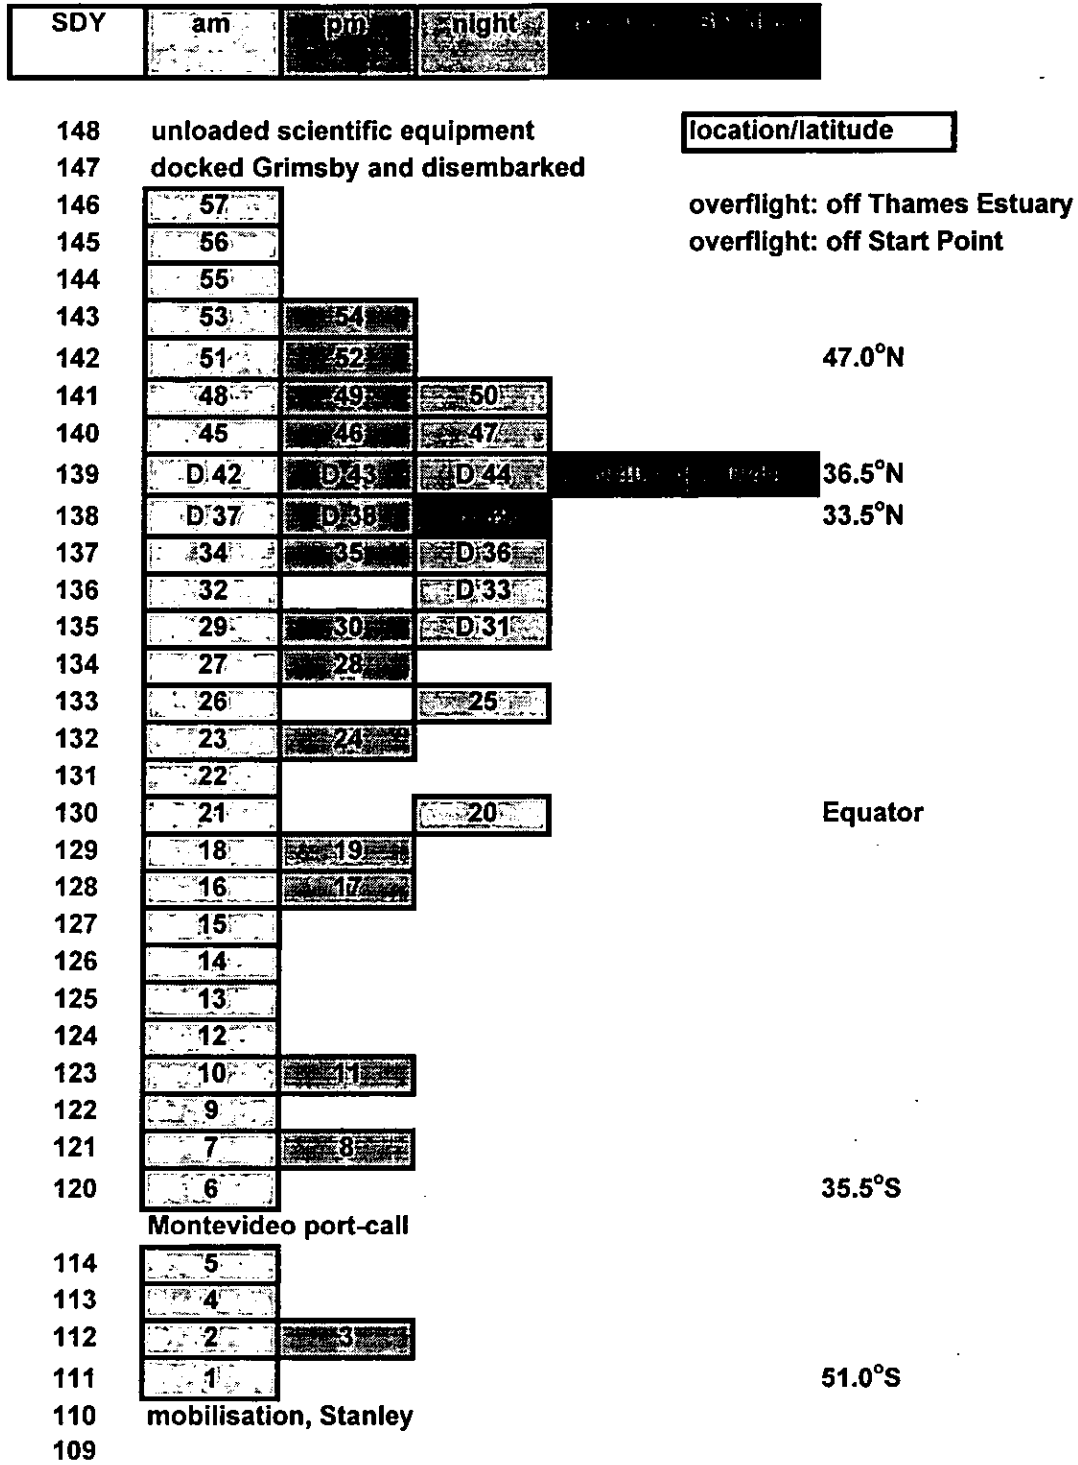 SDY am pm night
148 unloaded scientific equipment location/latitude
147 docked Grimsby and disembarked
146 57 overflight: off Thames Estuary
145 56 overflight: off Start Point
144 55
143 53 54
142 51 52 47.0°N
141 48 49 50
140 45 46 47
139 D 42 D 43 D 44 36.5°N
138 D 37 D 38 33.5°N
137 34 35 D 36
136 32 D 33
135 29 30 D 31
134 27 28
133 26 25
132 23 24
131 22
130 21 20 Equator
129 18 19
128 16 17
127 15
126 14
125 13
124 12
123 10 11
122 9
121 7 8
120 6 35.5°S
Montevideo port-call
114 5
113 4
112 2 3
111 1 51.0°S
110 mobilisation, Stanley
109